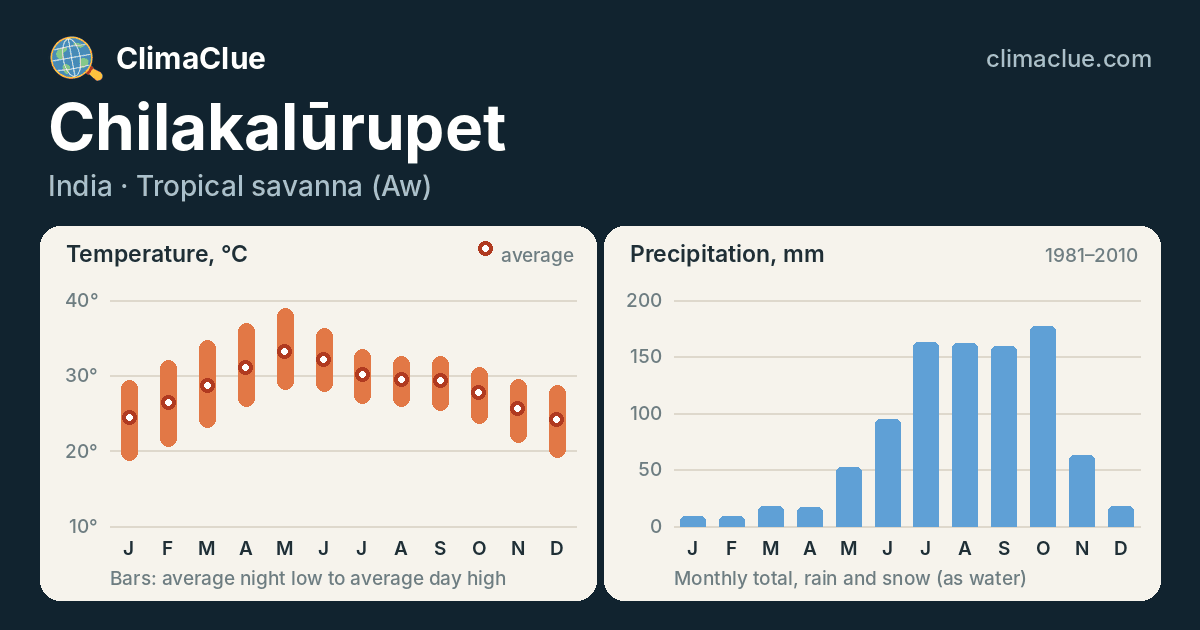 ClimaClue
climaclue.com
Chilakalūrupet
India · Tropical savanna (Aw)
Temperature, °C
average
40°
30°
20°
10°
J F M A M J J A S O N D
Bars: average night low to average day high
Precipitation, mm
1981–2010
200
150
100
50
0
J F M A M J J A S O N D
Monthly total, rain and snow (as water)